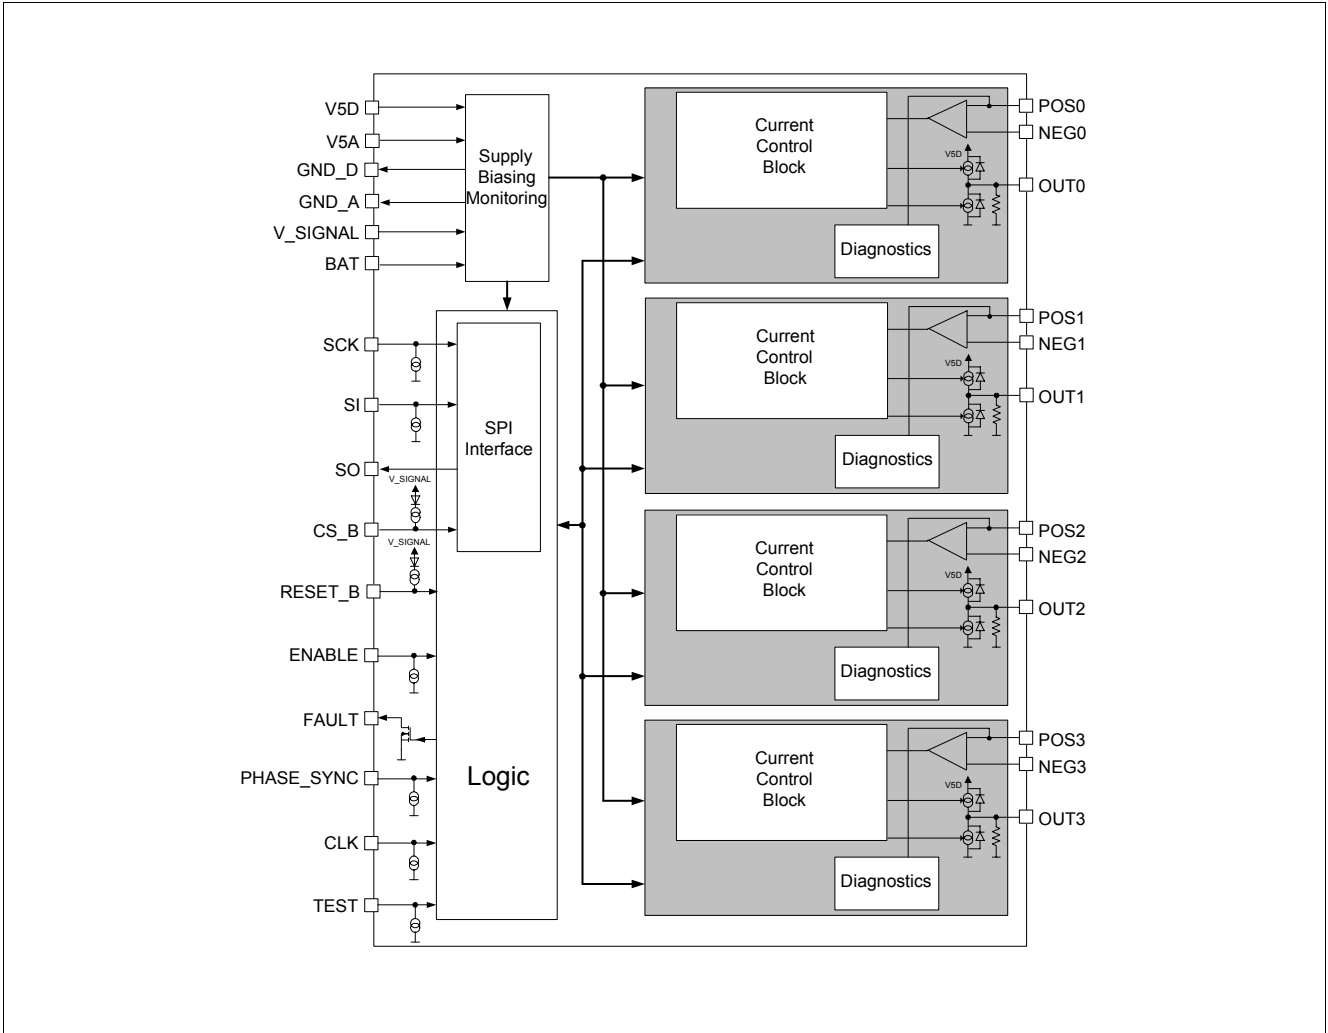 V5D
V5A
GND_D
GND_A
V_SIGNAL
BAT
Supply
Biasing
Monitoring
SCK
SI
SO
V_SIGNAL
CS_B
V_SIGNAL
RESET_B
ENABLE
FAULT
PHASE_SYNC
CLK
TEST
SPI
Interface
Logic
Current
Control
Block
V5D
Diagnostics
POS0
NEG0
OUT0
Current
Control
Block
V5D
Diagnostics
POS1
NEG1
OUT1
Current
Control
Block
V5D
Diagnostics
POS2
NEG2
OUT2
Current
Control
Block
V5D
Diagnostics
POS3
NEG3
OUT3